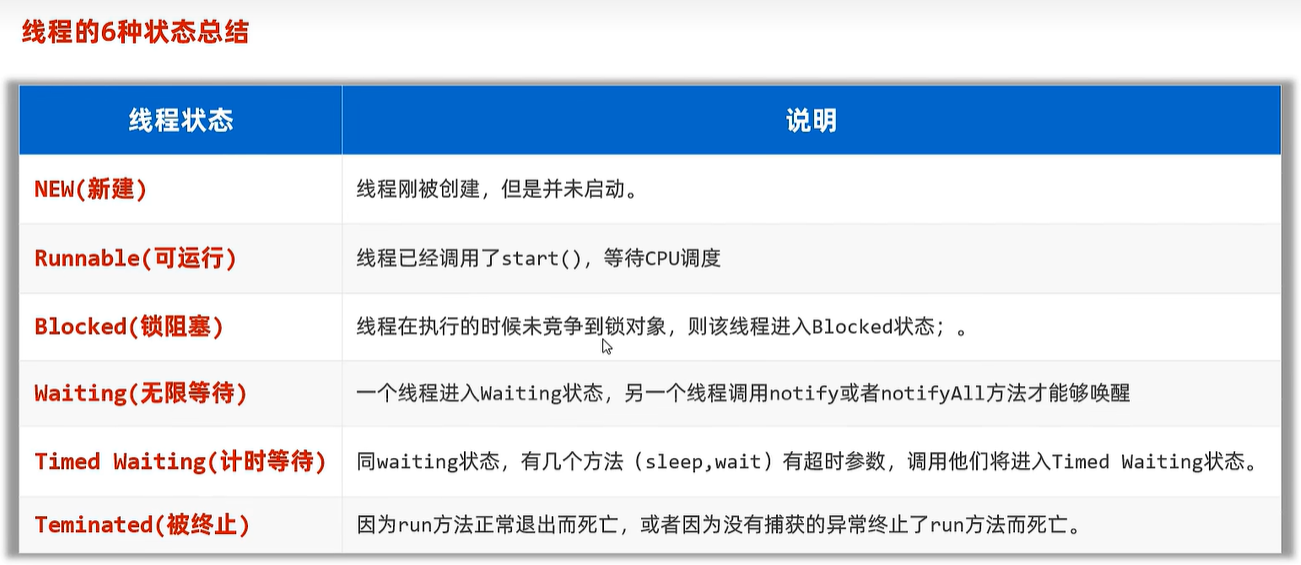 线程的6种状态总结
线程状态
说明
NEW(新建)
线程刚被创建，但是并未启动。
Runnable(可运行)
线程已经调用了start()，等待CPU调度
Blocked(锁阻塞)
线程在执行的时候未竞争到锁对象，则该线程进入Blocked状态；。
Waiting(无限等待)
一个线程进入Waiting状态，另一个线程调用notify或者notifyAll方法才能够唤醒
Timed Waiting(计时等待)
同waiting状态，有几个方法（sleep,wait）有超时参数，调用他们将进入Timed Waiting状态。
Teminated(被终止)
因为run方法正常退出而死亡，或者因为没有捕获的异常终止了run方法而死亡。